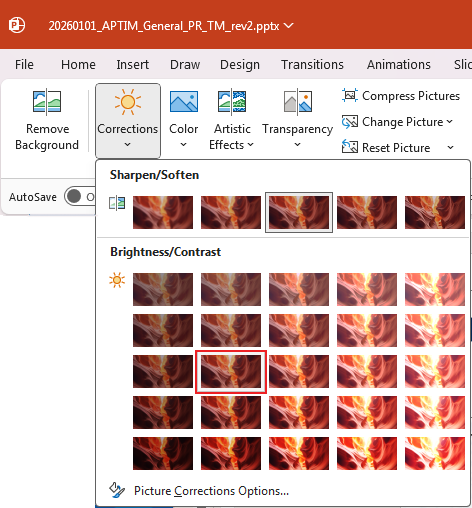 20260101_APTIM_General_PR_TM_rev2.pptx
File Home Insert Draw Design Transitions Animations
Remove Background
Corrections
Color
Artistic Effects
Transparency
Compress Pictures
Change Picture
Reset Picture
AutoSave
Sharpen/Soften
Brightness/Contrast
Picture Corrections Options...